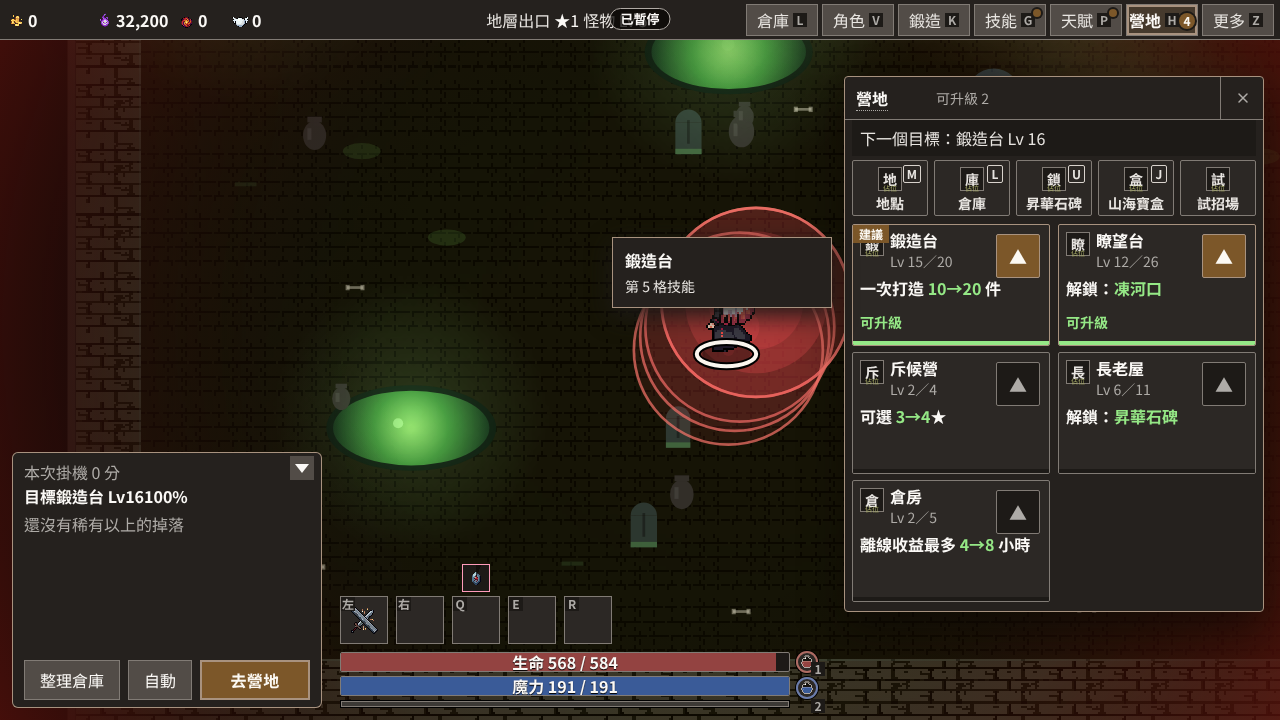 0
32,200
0
0
地層出口 ★1 怪物
已暫停
倉庫 L
角色 V
鍛造 K
技能 G
天賦 P
營地 H 4
更多 Z
營地
可升級 2
×
下一個目標：鍛造台 Lv 16
地 M
地點
庫 L
倉庫
鎖 U
昇華石碑
盒 J
山海寶盒
試
試招場
建議
鍛造台
Lv 15／20
一次打造 10→20 件
可升級
瞭
瞭望台
Lv 12／26
解鎖：凍河口
可升級
斥
斥候營
Lv 2／4
可選 3→4★
長
長老屋
Lv 6／11
解鎖：昇華石碑
倉
倉房
Lv 2／5
離線收益最多 4→8 小時
鍛造台
第 5 格技能
本次掛機 0 分
目標鍛造台 Lv16100%
還沒有稀有以上的掉落
整理倉庫
自動
去營地
左
右
Q
E
R
生命 568 / 584
1
魔力 191 / 191
2